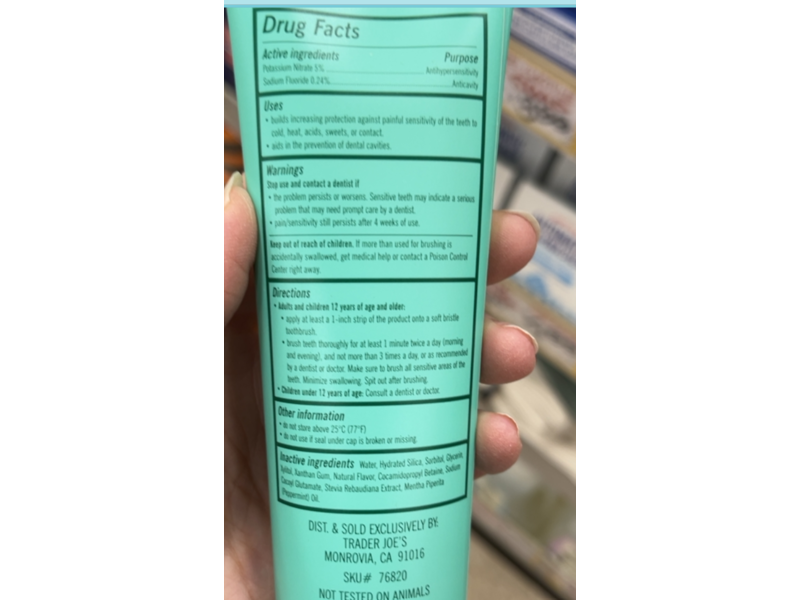 Drug Facts
Active ingredients Purpose
Potassium Nitrate 5% Antihypersensitivity
Sodium Fluoride 0.24% Anticavity
Uses
• builds increasing protection against painful sensitivity of the teeth to
cold, heat, acids, sweets, or contact.
• aids in the prevention of dental cavities.
Warnings
Stop use and contact a dentist if
• the problem persists or worsens. Sensitive teeth may indicate a serious
problem that may need prompt care by a dentist.
• pain/sensitivity still persists after 4 weeks of use.
Keep out of reach of children. If more than used for brushing is
accidentally swallowed, get medical help or contact a Poison Control
Center right away.
Directions
• Adults and children 12 years of age and older:
• apply at least a 1-inch strip of the product onto a soft bristle
toothbrush.
• brush teeth thoroughly for at least 1 minute twice a day (morning
and evening), and not more than 3 times a day, or as recommended
by a dentist or doctor. Make sure to brush all sensitive areas of the
teeth. Minimize swallowing. Spit out after brushing.
• Children under 12 years of age: Consult a dentist or doctor.
Other information
• do not store above 25°C (77°F)
• do not use if seal under cap is broken or missing.
Inactive ingredients Water, Hydrated Silica, Sorbitol, Glycerin,
Xylitol, Xanthan Gum, Natural Flavor, Cocamidopropyl Betaine, Sodium
Cocoyl Glutamate, Stevia Rebaudiana Extract, Mentha Piperita
(Peppermint) Oil.
DIST. & SOLD EXCLUSIVELY BY:
TRADER JOE'S
MONROVIA, CA 91016
SKU# 76820
NOT TESTED ON ANIMALS